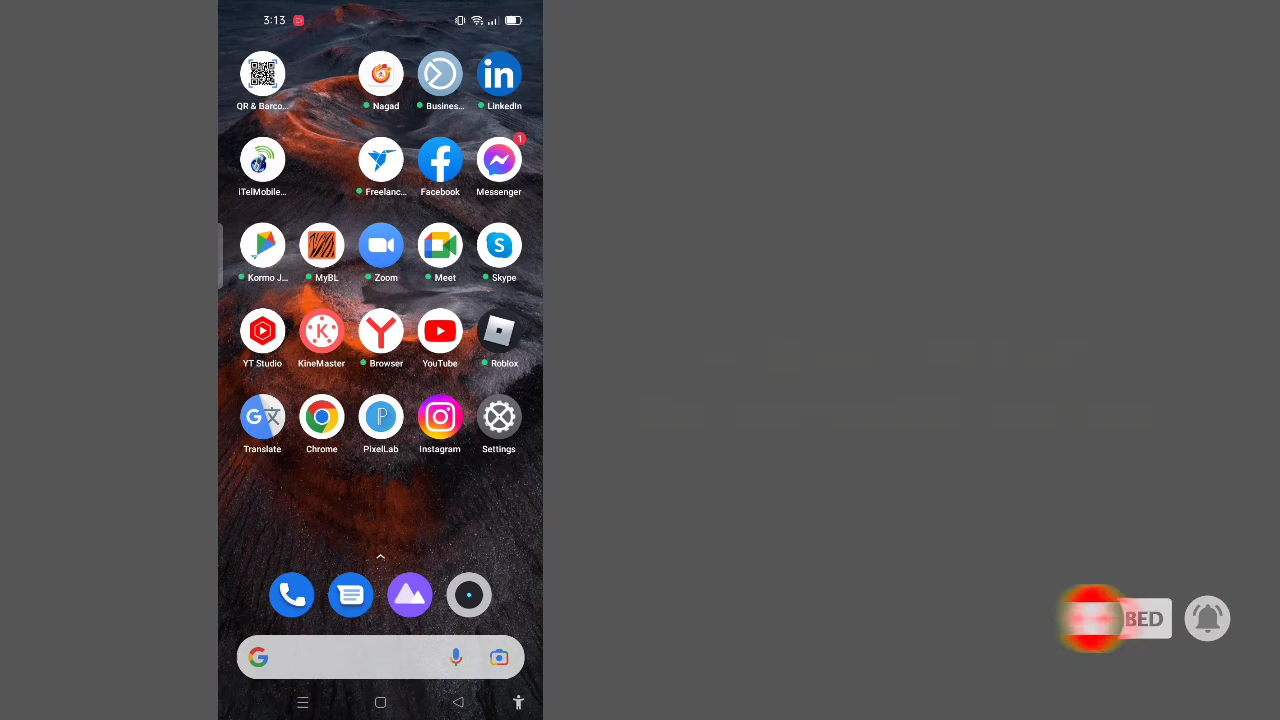 3:13
QR & Barco...
Nagad
Busines...
LinkedIn
iTelMobile...
Freelanc...
Facebook
1
Messenger
Kormo J...
MyBL
Zoom
Meet
Skype
YT Studio
KineMaster
Browser
YouTube
Roblox
Translate
Chrome
PixelLab
Instagram
Settings
BED